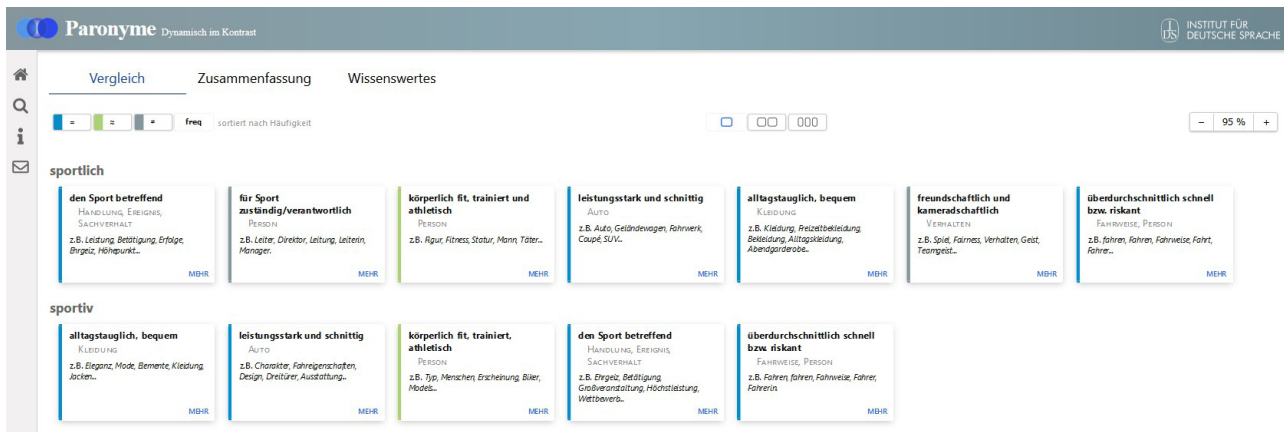 Paronyme Dynamisch im Kontrast
INSTITUT FÜR
DEUTSCHE SPRACHE
IDS
Vergleich Zusammenfassung Wissenswertes
= ≈ ≠ freq sortiert nach Häufigkeit
− 95 % +
sportlich
den Sport betreffend
HANDLUNG, EREIGNIS,
SACHVERHALT
z.B. Leistung, Betätigung, Erfolge,
Ehrgeiz, Höhepunkt...
MEHR
für Sport
zuständig/verantwortlich
PERSON
z.B. Leiter, Direktor, Leitung, Leiterin,
Manager.
MEHR
körperlich fit, trainiert und
athletisch
PERSON
z.B. Figur, Fitness, Statur, Mann, Täter...
MEHR
leistungsstark und schnittig
AUTO
z.B. Auto, Geländewagen, Fahrwerk,
Coupé, SUV...
MEHR
alltagstauglich, bequem
KLEIDUNG
z.B. Kleidung, Freizeitbekleidung,
Bekleidung, Alltagskleidung,
Abendgarderobe...
MEHR
freundschaftlich und
kameradschaftlich
VERHALTEN
z.B. Spiel, Fairness, Verhalten, Geist,
Teamgeist...
MEHR
überdurchschnittlich schnell
bzw. riskant
FAHRWEISE, PERSON
z.B. fahren, Fahren, Fahrweise, Fahrt,
Fahrer...
MEHR
sportiv
alltagstauglich, bequem
KLEIDUNG
z.B. Eleganz, Mode, Elemente, Kleidung,
Jacken...
MEHR
leistungsstark und schnittig
AUTO
z.B. Charakter, Fahreigenschaften,
Design, Dreitürer, Ausstattung...
MEHR
körperlich fit, trainiert,
athletisch
PERSON
z.B. Typ, Menschen, Erscheinung, Biker,
Models...
MEHR
den Sport betreffend
HANDLUNG, EREIGNIS,
SACHVERHALT
z.B. Ehrgeiz, Betätigung,
Großveranstaltung, Höchstleistung,
Wettbewerb...
MEHR
überdurchschnittlich schnell
bzw. riskant
FAHRWEISE, PERSON
z.B. Fahren, fahren, Fahrweise, Fahrer,
Fahrerin.
MEHR